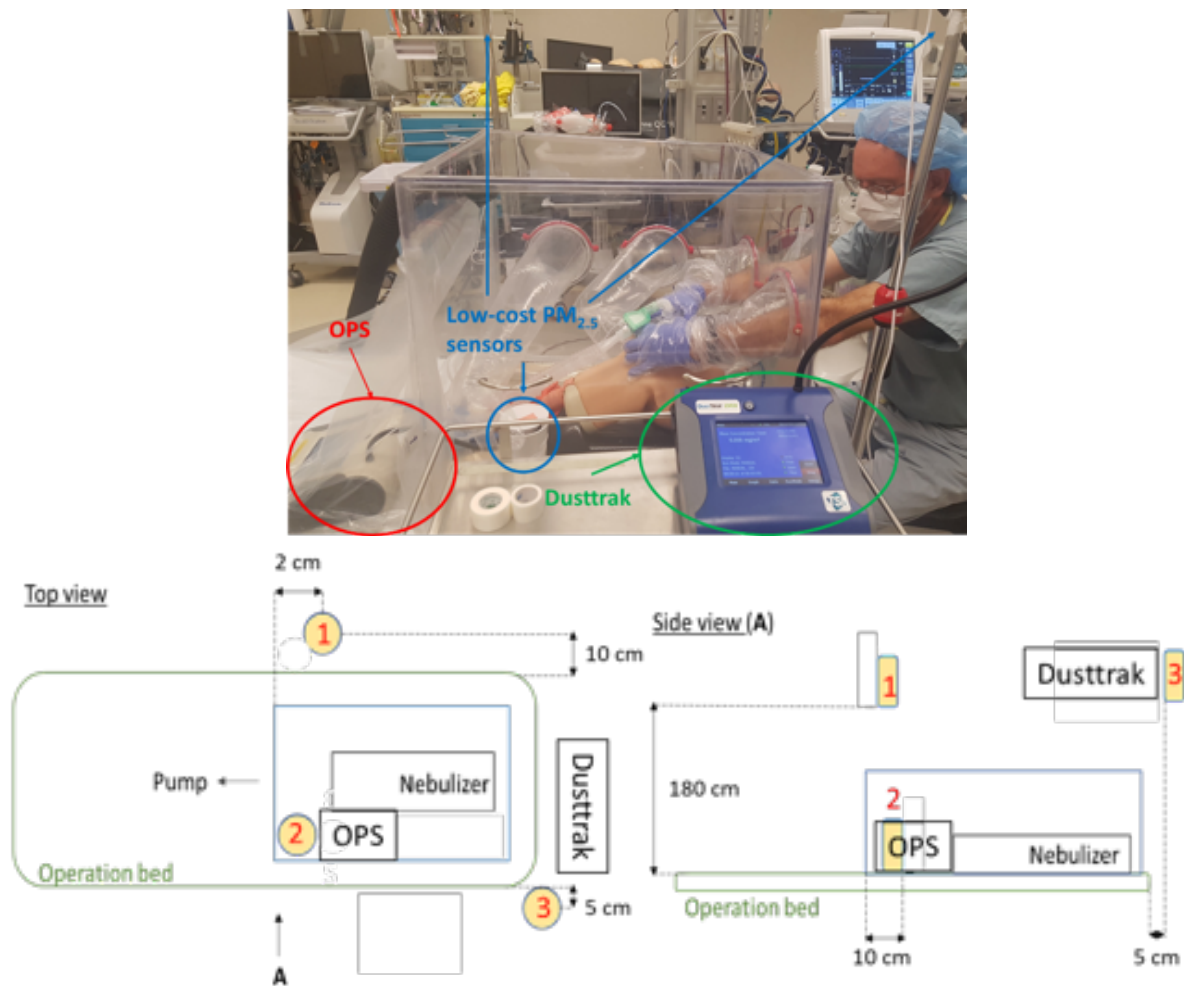 OPS
Low-cost PM2.5
sensors
Dusttrak
2 cm
Top view
1
10 cm
Pump
Nebulizer
2
OPS
Dusttrak
Operation bed
3
5 cm
A
Side view (A)
1
Dusttrak
3
180 cm
2
OPS
Nebulizer
Operation bed
10 cm
5 cm